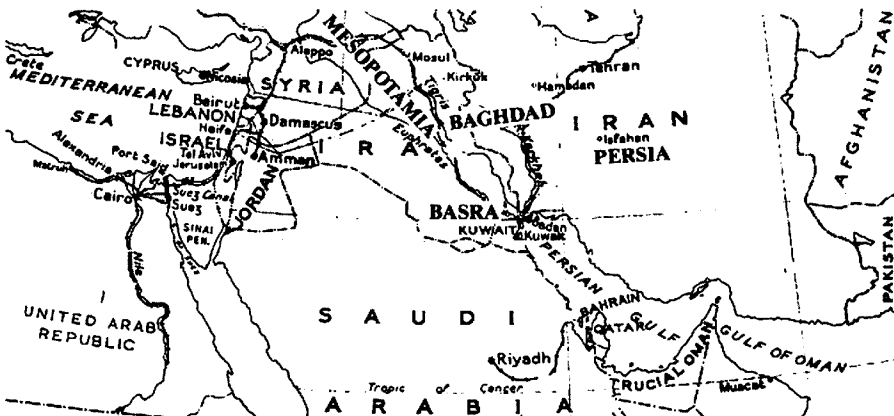 Crete
MEDITERRANEAN
SEA
CYPRUS
Nicosia
Aleppo
SYRIA
MESOPOTAMIA
Mosul
Kirkok
Tigris
Euphrates
Tehran
Hamadan
Beirut
LEBANON
Haifa
ISRAEL
Tel Aviv
Jerusalem
Damascus
Amman
JORDAN
IRA
BAGHDAD
IRAN
Isfahan
PERSIA
AFGHANISTAN
PAKISTAN
Alexandria
Matruh
Port Said
Cairo
Suez Canal
Suez
SINAI
PEN.
Nile
UNITED ARAB
REPUBLIC
BASRA
KUWAIT
Kuwait
PERSIAN
GULF
BAHRAIN
QATAR
TRUCIAL OMAN
GULF OF OMAN
Muscat
SAUDI
ARABIA
Riyadh
Tropic of Cancer